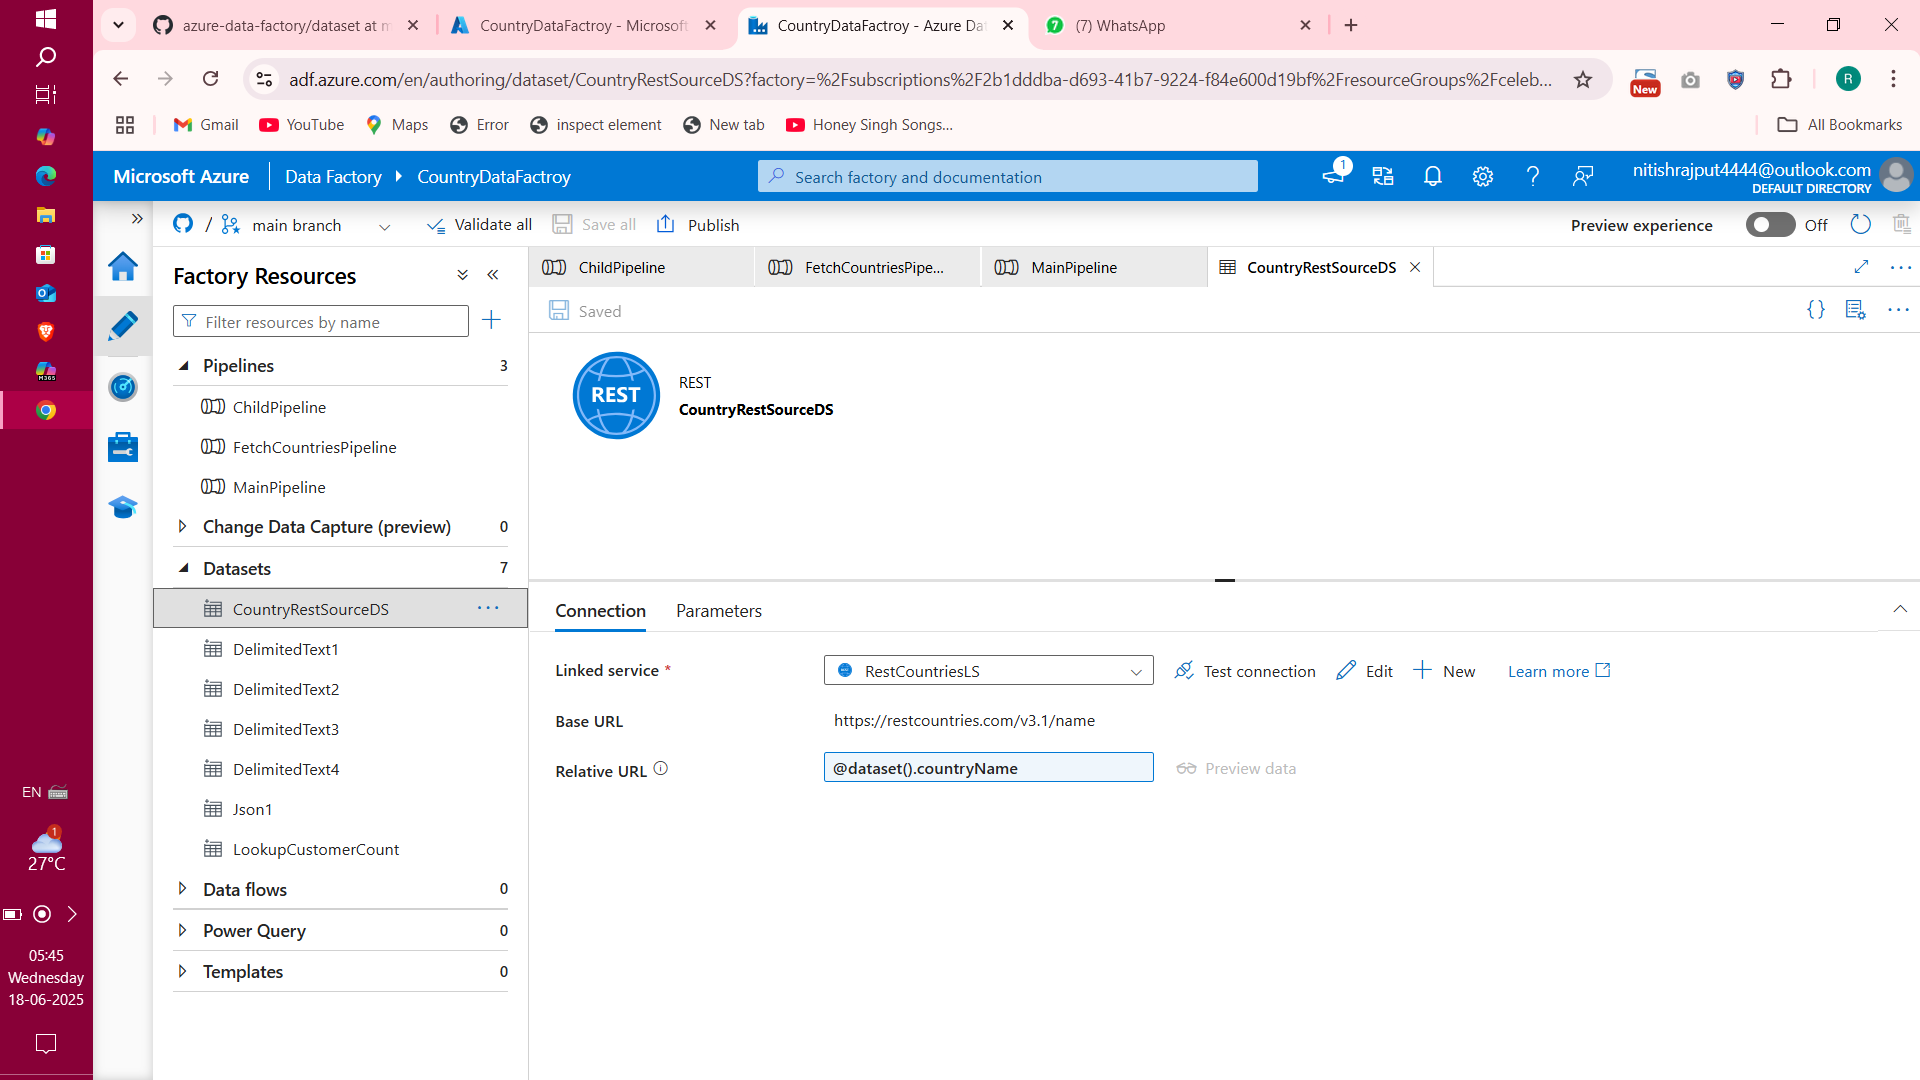 azure-data-factory/dataset at m
CountryDataFactroy - Microsoft
CountryDataFactroy - Azure Da
(7) WhatsApp
adf.azure.com/en/authoring/dataset/CountryRestSourceDS?factory=%2Fsubscriptions%2F2b1dddba-d693-41b7-9224-f84e600d19bf%2FresourceGroups%2Fceleb...
New
R
Gmail
YouTube
Maps
Error
inspect element
New tab
Honey Singh Songs...
All Bookmarks
Microsoft Azure
Data Factory
CountryDataFactroy
Search factory and documentation
1
nitishrajput4444@outlook.com
DEFAULT DIRECTORY
/ main branch
Validate all
Save all
Publish
Preview experience
Off
Factory Resources
Filter resources by name
Pipelines 3
ChildPipeline
FetchCountriesPipeline
MainPipeline
Change Data Capture (preview) 0
Datasets 7
CountryRestSourceDS
DelimitedText1
DelimitedText2
DelimitedText3
DelimitedText4
Json1
LookupCustomerCount
Data flows 0
Power Query 0
Templates 0
ChildPipeline
FetchCountriesPipe...
MainPipeline
CountryRestSourceDS
Saved
REST
REST
CountryRestSourceDS
Connection
Parameters
Linked service *
RestCountriesLS
Test connection
Edit
New
Learn more
Base URL
https://restcountries.com/v3.1/name
Relative URL
@dataset().countryName
Preview data
M365
EN
1
27°C
05:45
Wednesday
18-06-2025